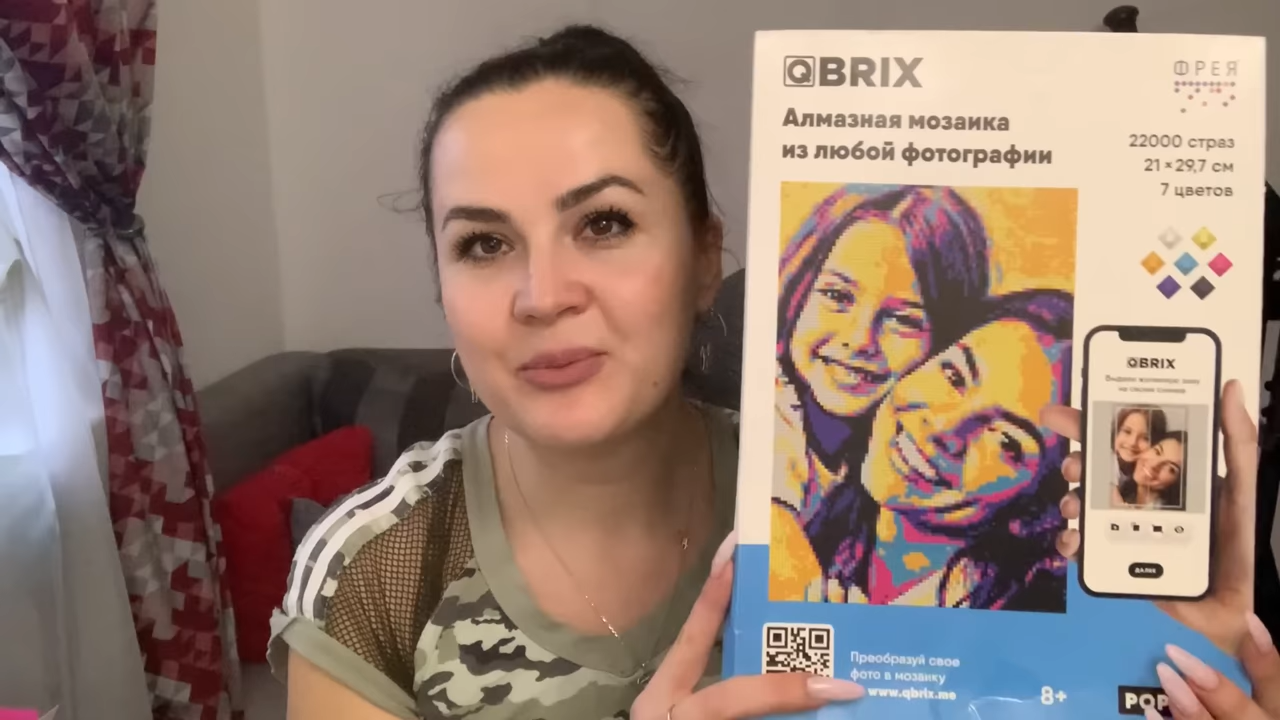 QBRIX
ФРЕЯ
Алмазная мозаика
из любой фотографии
22000 страз
21×29,7 см
7 цветов
QBRIX
ДАЛЕЕ
Преобразуй свое
фото в мозаику
www.qbrix.me
8+
POP